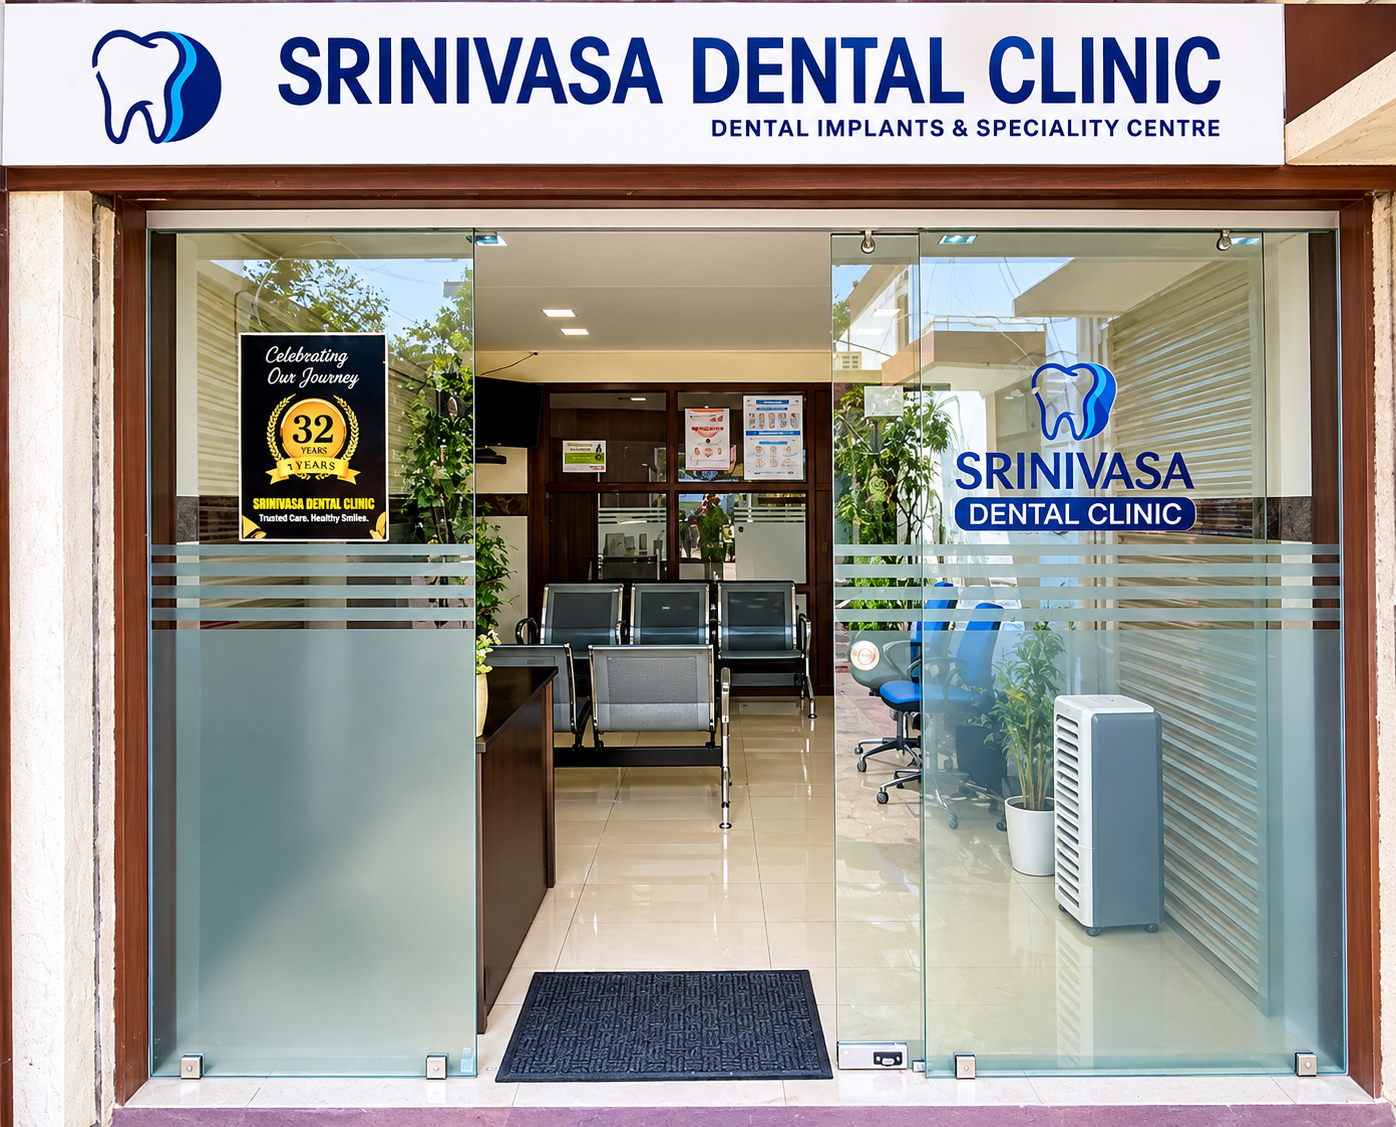 SRINIVASA DENTAL CLINIC
DENTAL IMPLANTS & SPECIALITY CENTRE
Celebrating
Our Journey
32
YEARS
YEARS
SRINIVASA DENTAL CLINIC
Trusted Care. Healthy Smiles.
SRINIVASA
DENTAL CLINIC